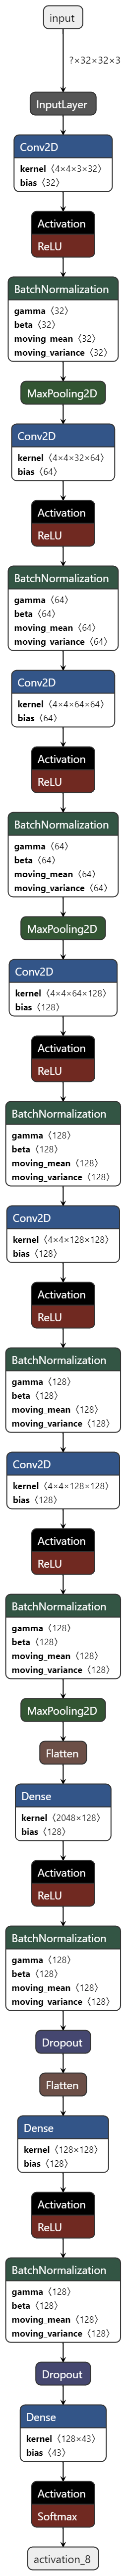 input
?×32×32×3
InputLayer
Conv2D
kernel ⟨4×4×3×32⟩
bias ⟨32⟩
Activation
ReLU
BatchNormalization
gamma ⟨32⟩
beta ⟨32⟩
moving_mean ⟨32⟩
moving_variance ⟨32⟩
MaxPooling2D
Conv2D
kernel ⟨4×4×32×64⟩
bias ⟨64⟩
Activation
ReLU
BatchNormalization
gamma ⟨64⟩
beta ⟨64⟩
moving_mean ⟨64⟩
moving_variance ⟨64⟩
Conv2D
kernel ⟨4×4×64×64⟩
bias ⟨64⟩
Activation
ReLU
BatchNormalization
gamma ⟨64⟩
beta ⟨64⟩
moving_mean ⟨64⟩
moving_variance ⟨64⟩
MaxPooling2D
Conv2D
kernel ⟨4×4×64×128⟩
bias ⟨128⟩
Activation
ReLU
BatchNormalization
gamma ⟨128⟩
beta ⟨128⟩
moving_mean ⟨128⟩
moving_variance ⟨128⟩
Conv2D
kernel ⟨4×4×128×128⟩
bias ⟨128⟩
Activation
ReLU
BatchNormalization
gamma ⟨128⟩
beta ⟨128⟩
moving_mean ⟨128⟩
moving_variance ⟨128⟩
Conv2D
kernel ⟨4×4×128×128⟩
bias ⟨128⟩
Activation
ReLU
BatchNormalization
gamma ⟨128⟩
beta ⟨128⟩
moving_mean ⟨128⟩
moving_variance ⟨128⟩
MaxPooling2D
Flatten
Dense
kernel ⟨2048×128⟩
bias ⟨128⟩
Activation
ReLU
BatchNormalization
gamma ⟨128⟩
beta ⟨128⟩
moving_mean ⟨128⟩
moving_variance ⟨128⟩
Dropout
Flatten
Dense
kernel ⟨128×128⟩
bias ⟨128⟩
Activation
ReLU
BatchNormalization
gamma ⟨128⟩
beta ⟨128⟩
moving_mean ⟨128⟩
moving_variance ⟨128⟩
Dropout
Dense
kernel ⟨128×43⟩
bias ⟨43⟩
Activation
Softmax
activation_8